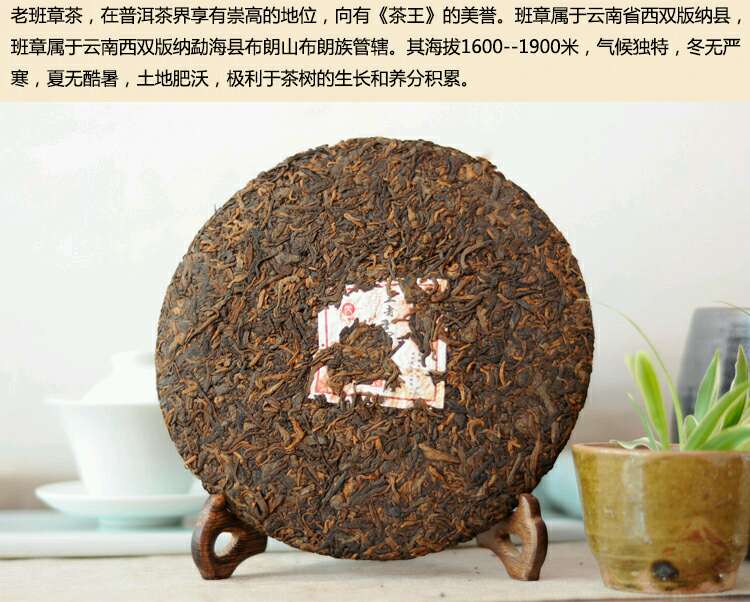 老班章茶，在普洱茶界享有崇高的地位，向有《茶王》的美誉。班章属于云南省西双版纳县，
班章属于云南西双版纳勐海县布朗山布朗族管辖。其海拔1600--1900米，气候独特，冬无严
寒，夏无酷暑，土地肥沃，极利于茶树的生长和养分积累。